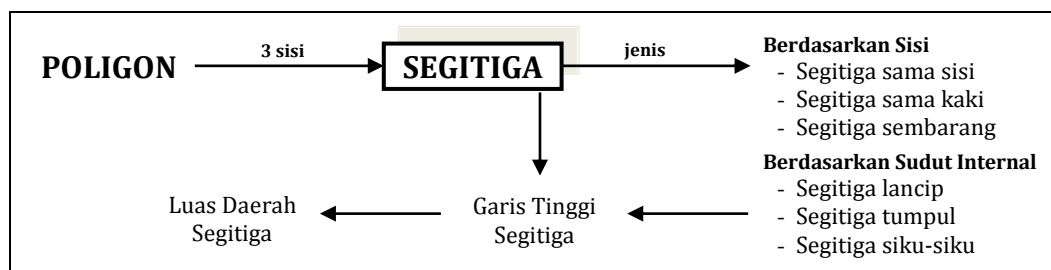 POLIGON
3 sisi
SEGITIGA
jenis
Berdasarkan Sisi
- Segitiga sama sisi
- Segitiga sama kaki
- Segitiga sembarang
Berdasarkan Sudut Internal
- Segitiga lancip
- Segitiga tumpul
- Segitiga siku-siku
Garis Tinggi
Segitiga
Luas Daerah
Segitiga